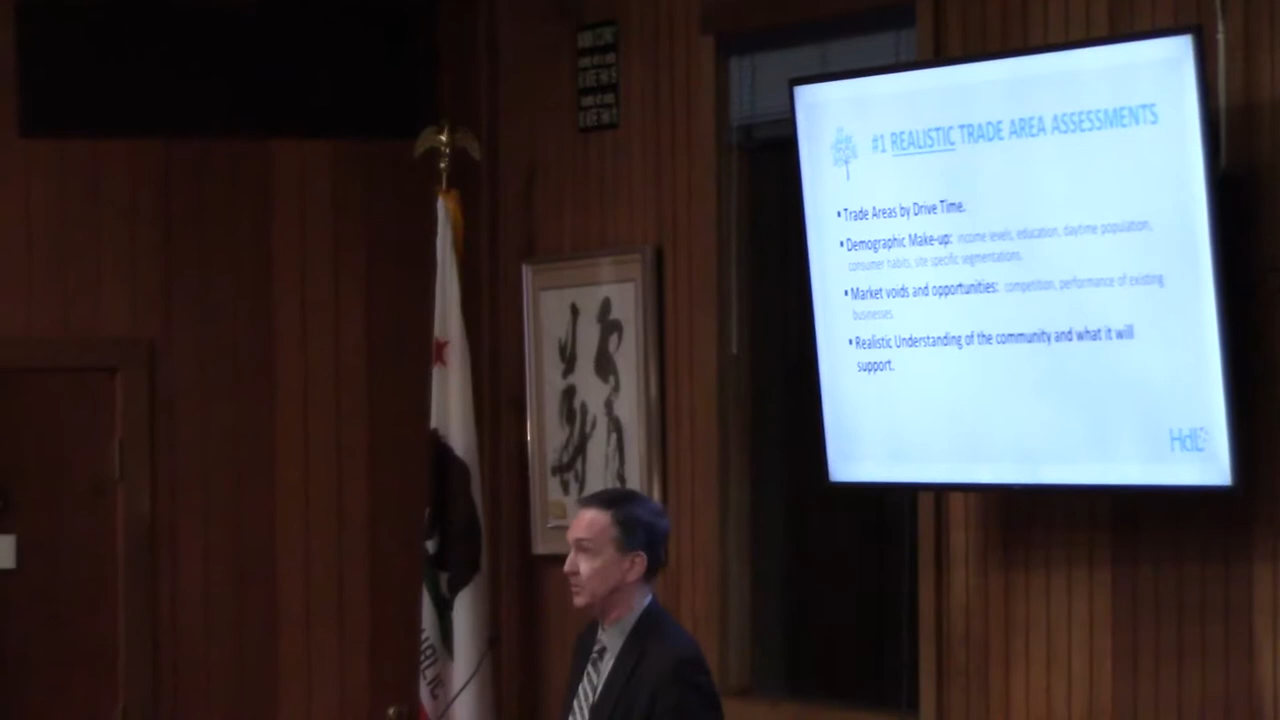 #1 REALISTIC TRADE AREA ASSESSMENTS
▪ Trade Areas by Drive Time.
▪ Demographic Make-up: income levels, education, daytime population,
consumer habits, site specific segmentations.
▪ Market voids and opportunities: competition, performance of existing
businesses
▪ Realistic Understanding of the community and what it will
support.
HdL